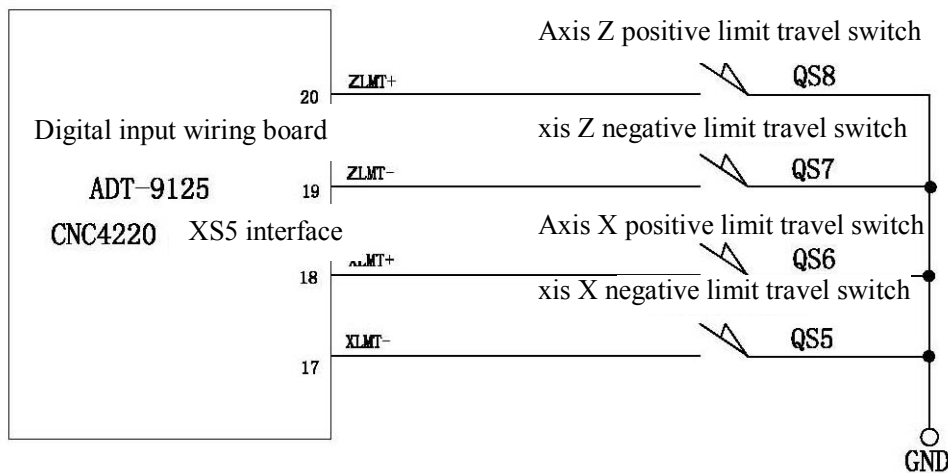 Axis Z positive limit travel switch
ZLMT+
QS8
20
Digital input wiring board
xis Z negative limit travel switch
ZLMT-
QS7
ADT-9125
19
CNC4220
XS5 interface
Axis X positive limit travel switch
LMT+
QS6
18
xis X negative limit travel switch
XLMT-
QS5
17
GND